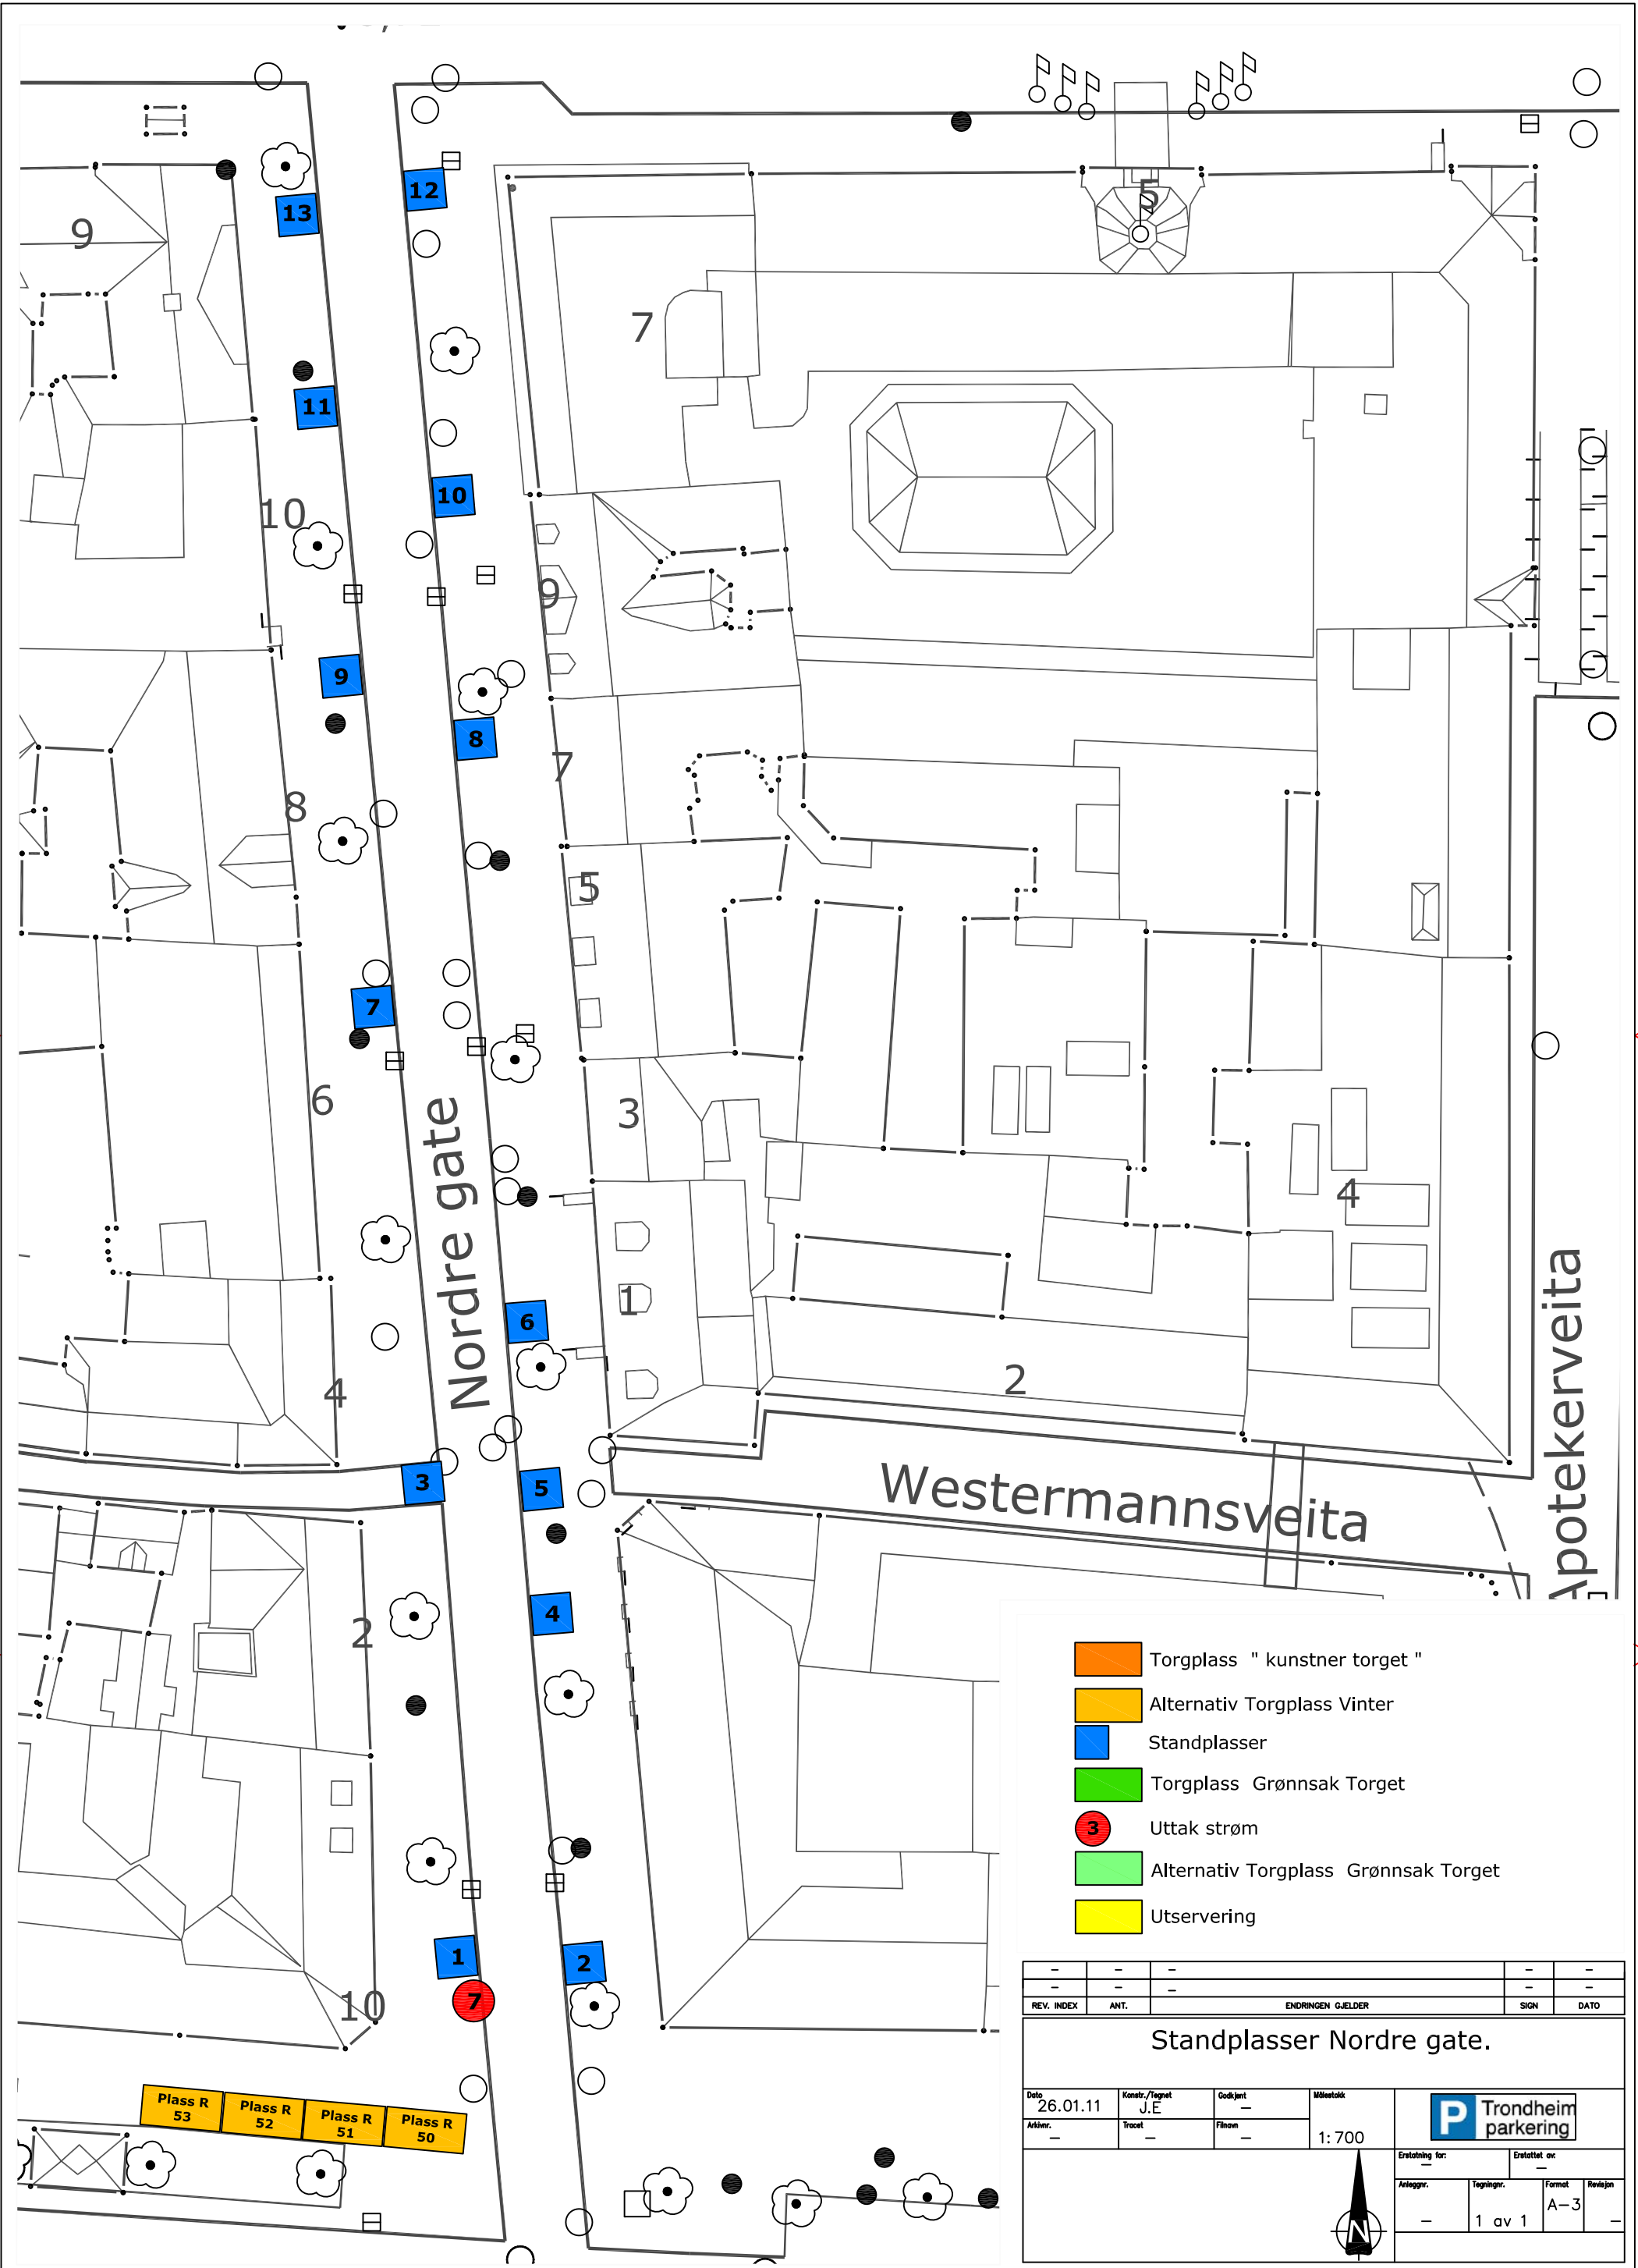 5
12
13
9
7
11
10
10
9
9
8
7
8
5
7
6
3
Nordre gate
4
6
1
2
4
Apotekerveita
3
5
Westermannsveita
4
2
1
2
7
10
Plass R
53
Plass R
52
Plass R
51
Plass R
50
Torgplass " kunstner torget "
Alternativ Torgplass Vinter
Standplasser
Torgplass Grønnsak Torget
3 Uttak strøm
Alternativ Torgplass Grønnsak Torget
Utservering
– – – – –
– – – – –
REV. INDEX ANT. ENDRINGEN GJELDER SIGN DATO
Standplasser Nordre gate.
Dato Konstr./Tegnet Godkjent Målestokk
26.01.11 J.E –
P Trondheim
parkering
Arkivnr. Tracet Filnavn
– – – 1:700
Erstatning for: Erstattet av:
– –
Anleggnr. Tegningnr. Format Revisjon
– 1 av 1 A–3 –
N